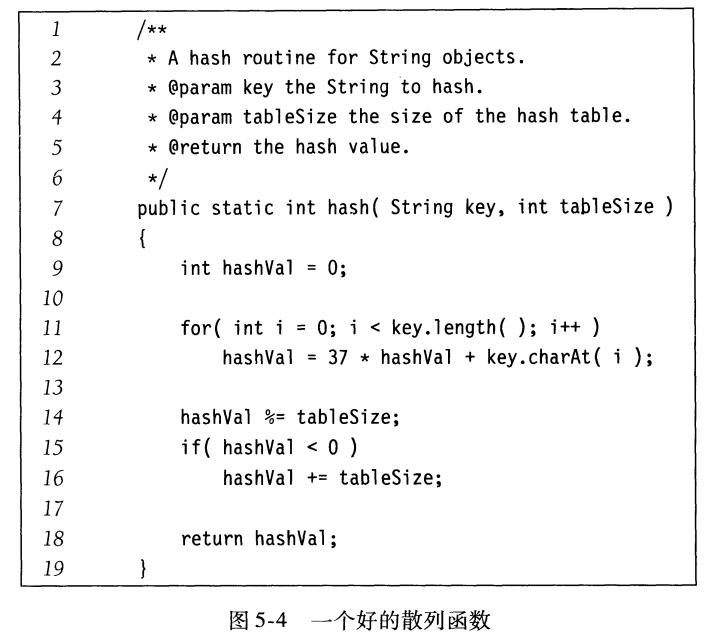 1 /**
2 * A hash routine for String objects.
3 * @param key the String to hash.
4 * @param tableSize the size of the hash table.
5 * @return the hash value.
6 */
7 public static int hash( String key, int tableSize )
8 {
9 int hashVal = 0;
10
11 for( int i = 0; i < key.length( ); i++ )
12 hashVal = 37 * hashVal + key.charAt( i );
13
14 hashVal %= tableSize;
15 if( hashVal < 0 )
16 hashVal += tableSize;
17
18 return hashVal;
19 }
图 5-4 一个好的散列函数